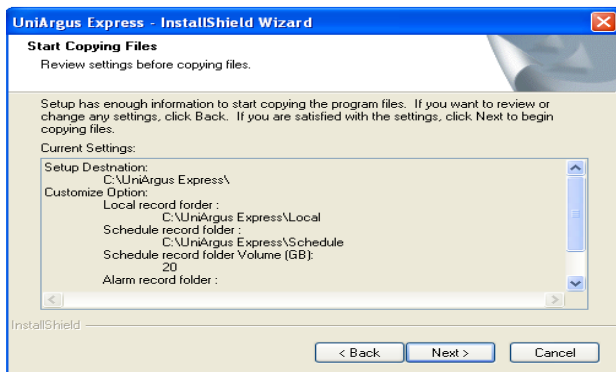 UniArgus Express - InstallShield Wizard
Start Copying Files
Review settings before copying files.
Setup has enough information to start copying the program files. If you want to review or
change any settings, click Back. If you are satisfied with the settings, click Next to begin
copying files.
Current Settings:
Setup Destnation:
C:\UniArgus Express\
Customize Option:
Local record forder :
C:\UniArgus Express\Local
Schedule record folder :
C:\UniArgus Express\Schedule
Schedule record folder Volume (GB):
20
Alarm record folder :
InstallShield
< Back
Next >
Cancel